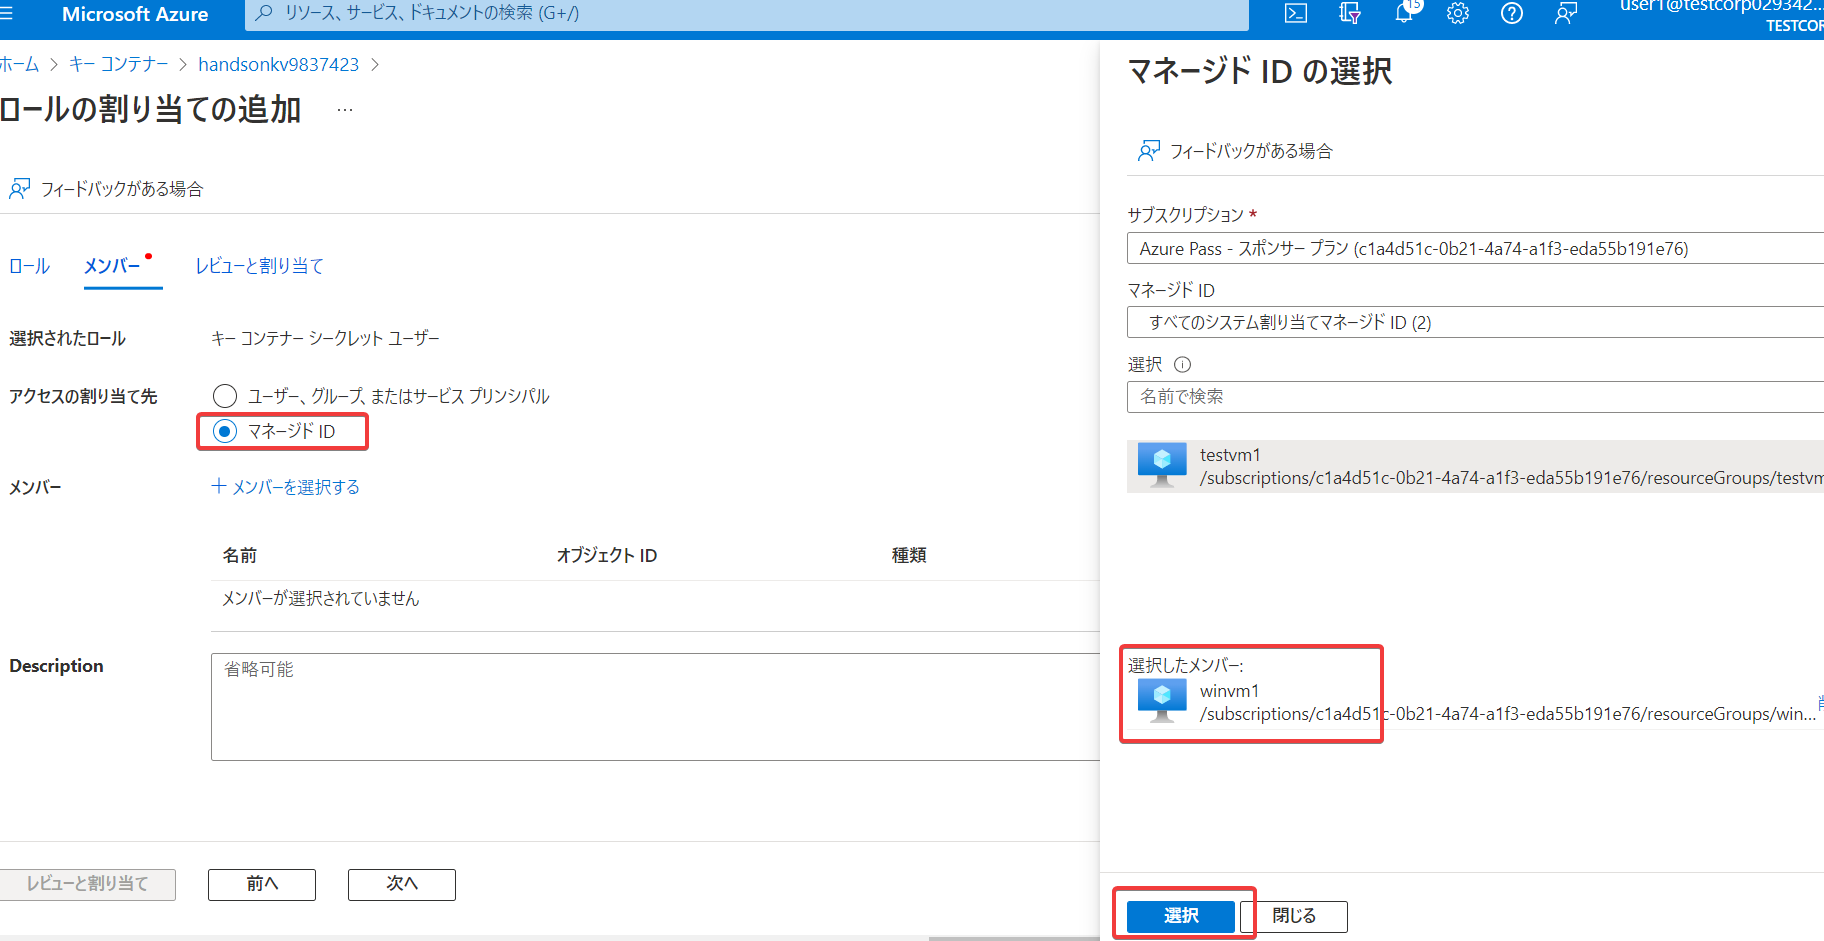 Microsoft Azure
リソース、サービス、ドキュメントの検索 (G+/)
15
user1@testcorp029342...
TESTCOR
ホーム > キー コンテナー > handsonkv9837423 >
ロールの割り当ての追加 ...
フィードバックがある場合
ロール
メンバー
レビューと割り当て
選択されたロール
キー コンテナー シークレット ユーザー
アクセスの割り当て先
ユーザー、グループ、またはサービス プリンシパル
マネージド ID
メンバー
+ メンバーを選択する
名前
オブジェクト ID
種類
メンバーが選択されていません
Description
省略可能
レビューと割り当て
前へ
次へ
マネージド ID の選択
フィードバックがある場合
サブスクリプション *
Azure Pass - スポンサー プラン (c1a4d51c-0b21-4a74-a1f3-eda55b191e76)
マネージド ID
すべてのシステム割り当てマネージド ID (2)
選択
名前で検索
testvm1
/subscriptions/c1a4d51c-0b21-4a74-a1f3-eda55b191e76/resourceGroups/testvm
選択したメンバー:
winvm1
/subscriptions/c1a4d51c-0b21-4a74-a1f3-eda55b191e76/resourceGroups/win...
選択
閉じる